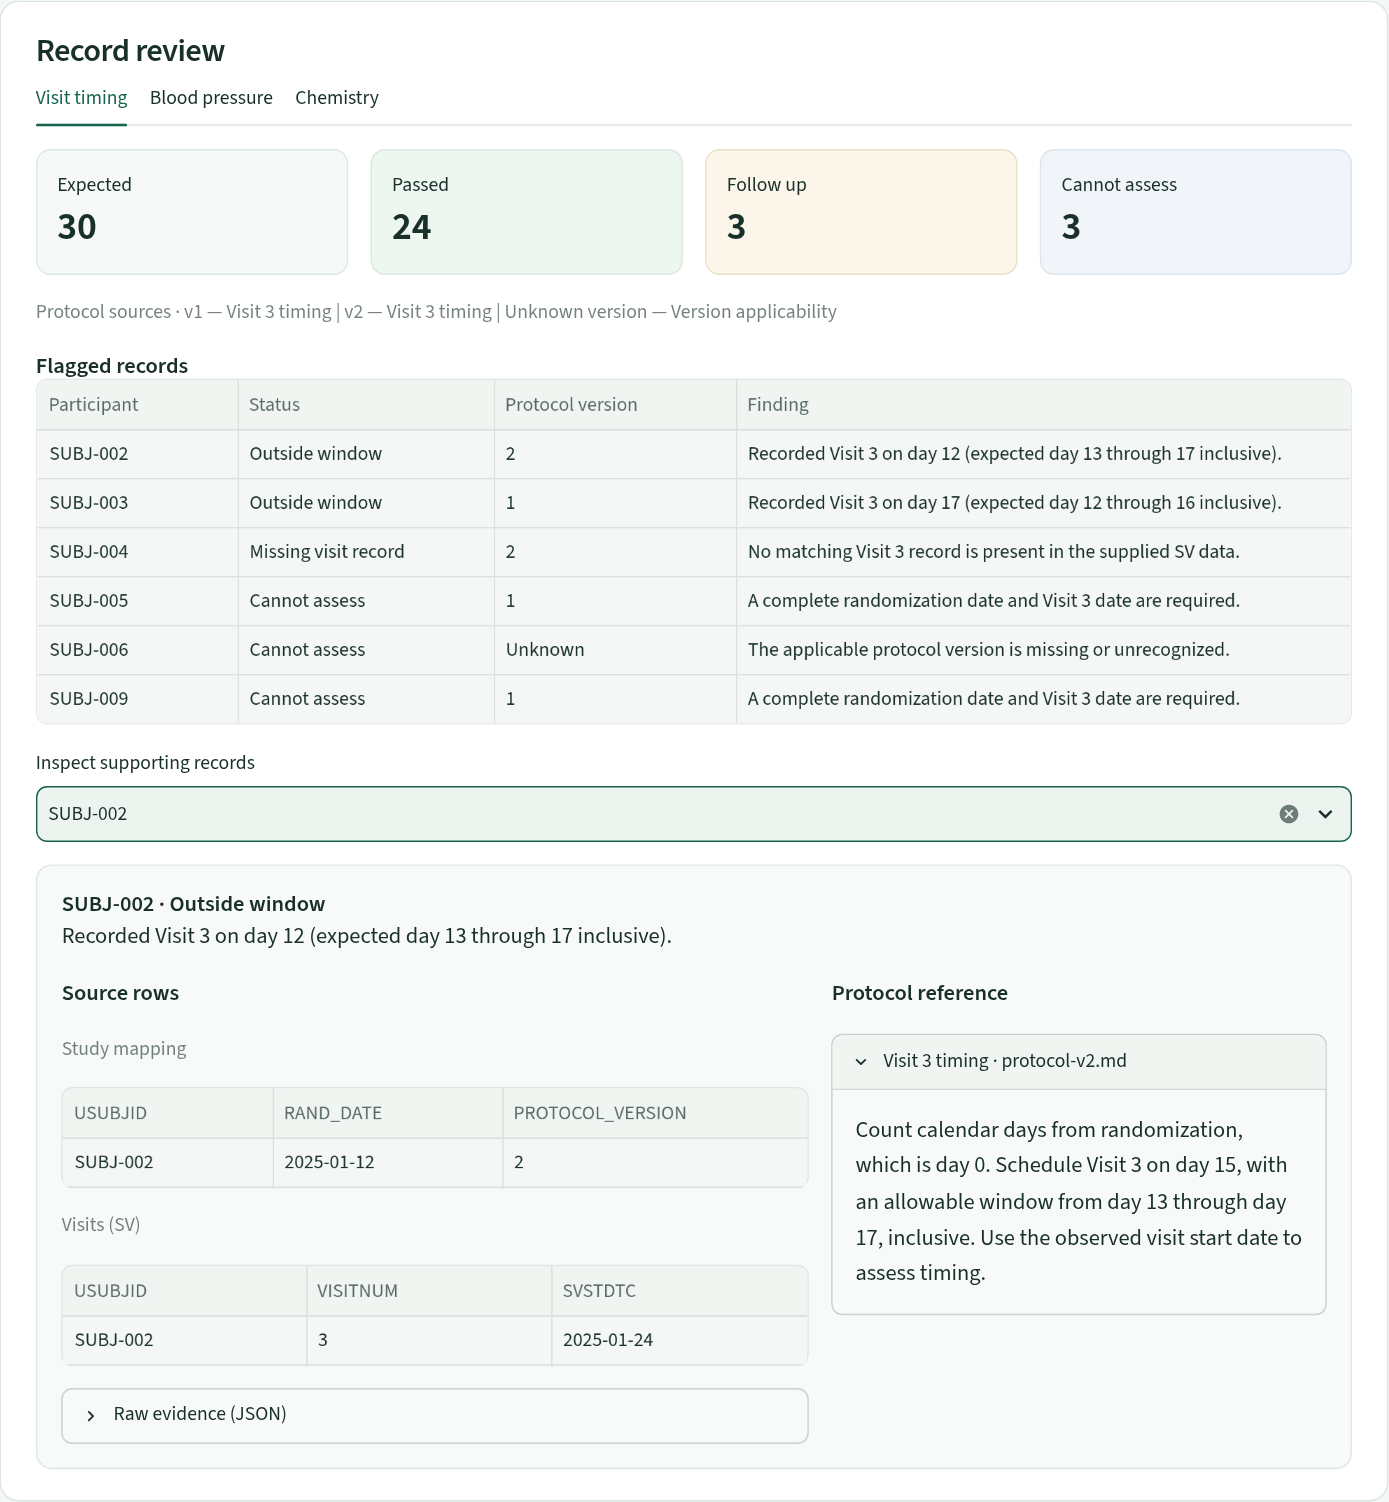 Record review
Visit timing Blood pressure Chemistry
Expected Passed Follow up Cannot assess
30 24 3 3
Protocol sources · v1 — Visit 3 timing | v2 — Visit 3 timing | Unknown version — Version applicability
Flagged records
Participant Status Protocol version Finding
SUBJ-002 Outside window 2 Recorded Visit 3 on day 12 (expected day 13 through 17 inclusive).
SUBJ-003 Outside window 1 Recorded Visit 3 on day 17 (expected day 12 through 16 inclusive).
SUBJ-004 Missing visit record 2 No matching Visit 3 record is present in the supplied SV data.
SUBJ-005 Cannot assess 1 A complete randomization date and Visit 3 date are required.
SUBJ-006 Cannot assess Unknown The applicable protocol version is missing or unrecognized.
SUBJ-009 Cannot assess 1 A complete randomization date and Visit 3 date are required.
Inspect supporting records
SUBJ-002
SUBJ-002 · Outside window
Recorded Visit 3 on day 12 (expected day 13 through 17 inclusive).
Source rows
Study mapping
USUBJID RAND_DATE PROTOCOL_VERSION
SUBJ-002 2025-01-12 2
Visits (SV)
USUBJID VISITNUM SVSTDTC
SUBJ-002 3 2025-01-24
Raw evidence (JSON)
Protocol reference
Visit 3 timing · protocol-v2.md
Count calendar days from randomization,
which is day 0. Schedule Visit 3 on day 15, with
an allowable window from day 13 through day
17, inclusive. Use the observed visit start date to
assess timing.